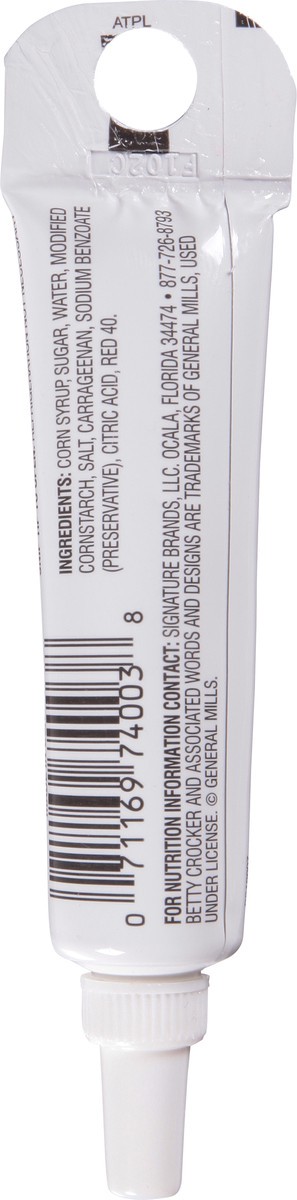 ATPL
F102C
INGREDIENTS: CORN SYRUP, SUGAR, WATER, MODIFIED
CORNSTARCH, SALT, CARRAGEENAN, SODIUM BENZOATE
(PRESERVATIVE), CITRIC ACID, RED 40.
0 71169 74003 8
FOR NUTRITION INFORMATION CONTACT: SIGNATURE BRANDS, LLC. OCALA, FLORIDA 34474 • 877-726-8793
BETTY CROCKER AND ASSOCIATED WORDS AND DESIGNS ARE TRADEMARKS OF GENERAL MILLS, USED
UNDER LICENSE. © GENERAL MILLS.